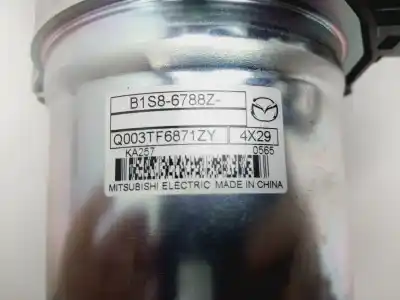 B1S8-6788Z-
Q003TF6871ZY 4X29
KA257 0565
MITSUBISHI ELECTRIC MADE IN CHINA